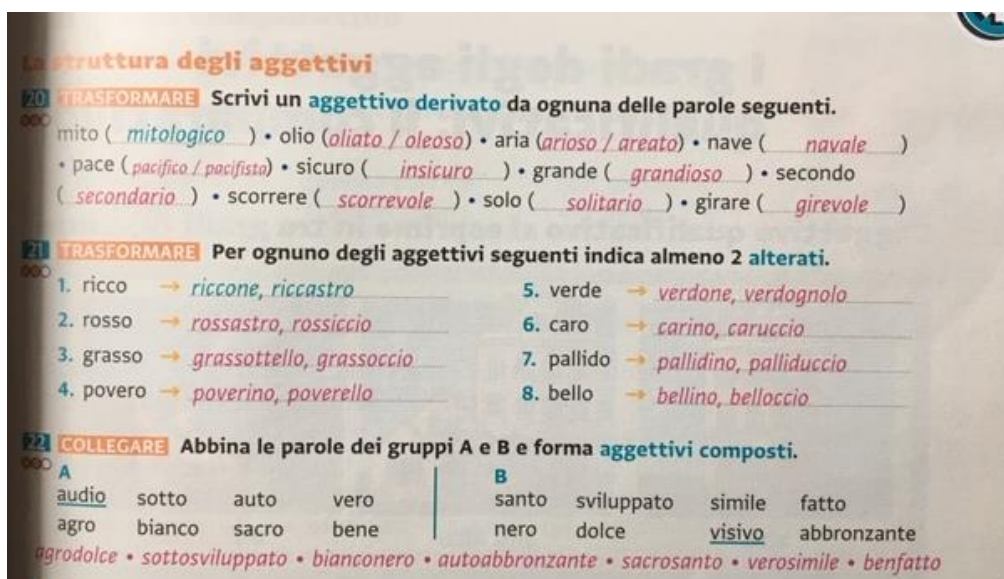 La struttura degli aggettivi
20 TRASFORMARE Scrivi un aggettivo derivato da ognuna delle parole seguenti.
mito ( mitologico ) • olio (oliato / oleoso) • aria (arioso / areato) • nave ( navale )
• pace ( pacifico / pacifista) • sicuro ( insicuro ) • grande ( grandioso ) • secondo
( secondario ) • scorrere ( scorrevole ) • solo ( solitario ) • girare ( girevole )
21 TRASFORMARE Per ognuno degli aggettivi seguenti indica almeno 2 alterati.
1. ricco → riccone, riccastro 5. verde → verdone, verdognolo
2. rosso → rossastro, rossiccio 6. caro → carino, caruccio
3. grasso → grassottello, grassoccio 7. pallido → pallidino, palliduccio
4. povero → poverino, poverello 8. bello → bellino, belloccio
22 COLLEGARE Abbina le parole dei gruppi A e B e forma aggettivi composti.
A B
audio sotto auto vero santo sviluppato simile fatto
agro bianco sacro bene nero dolce visivo abbronzante
agrodolce • sottosviluppato • bianconero • autoabbronzante • sacrosanto • verosimile • benfatto